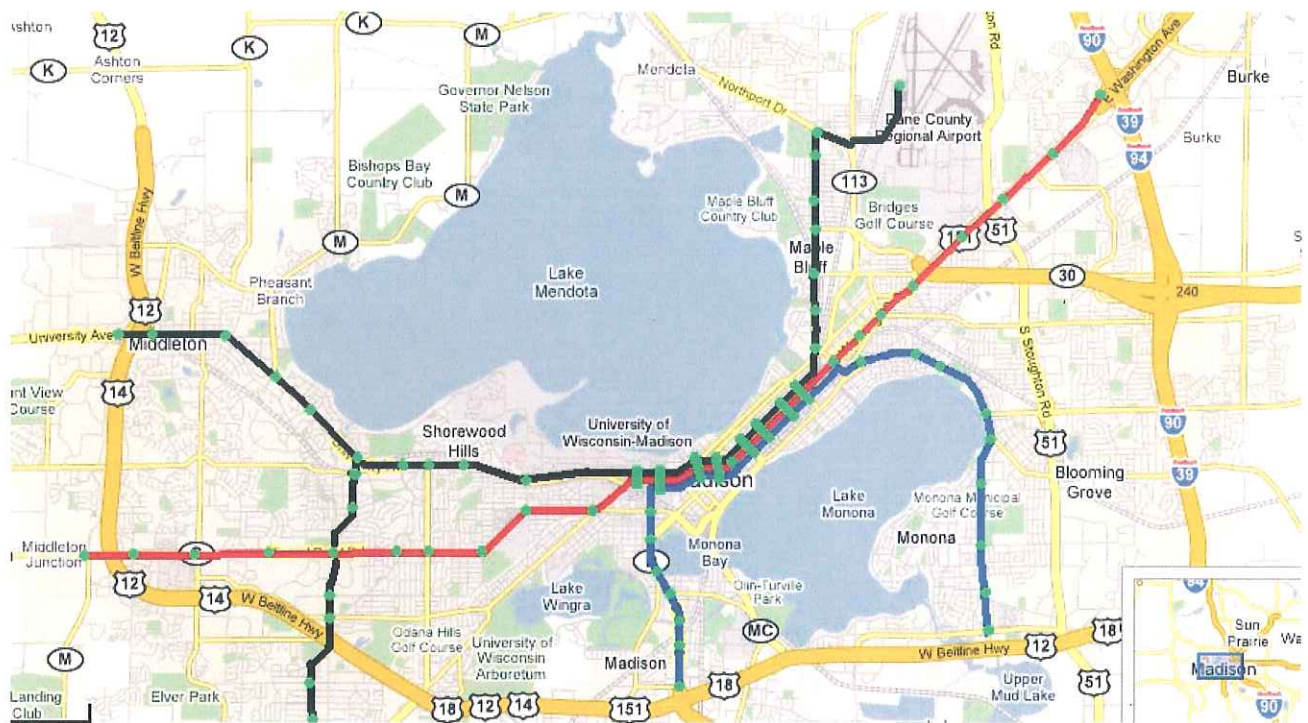 Ashton
12
K
K
M
Ashton
Corners
K
Governor Nelson
State Park
Mendota
Northport Dr
90
E Washington Ave
Burke
Dane County
Regional Airport
39
94
Burke
Bishops Bay
Country Club
M
113
Maple Bluff
Country Club
Bridges
Golf Course
51
W Beltline Hwy
M
Maple
Bluff
30
240
Pheasant
Branch
Lake
Mendota
12
University Ave
Middleton
14
S Stoughton Rd
Course
90
Shorewood
Hills
University of
Wisconsin-Madison
51
39
Blooming
Grove
Lake
Monona
Monona Municipal
Golf Course
Monona
Middleton
Junction
Monona
Bay
12
14
W Beltline Hwy
Lake
Wingra
Olin-Turville
Park
MC
Odana Hills
Golf Course
University of
Wisconsin
Arboretum
Madison
W Beltline Hwy
12
18
M
Elver Park
Landing
Club
18
12
14
151
18
Upper
Mud Lake
51
Sun
Prairie
Madison
90